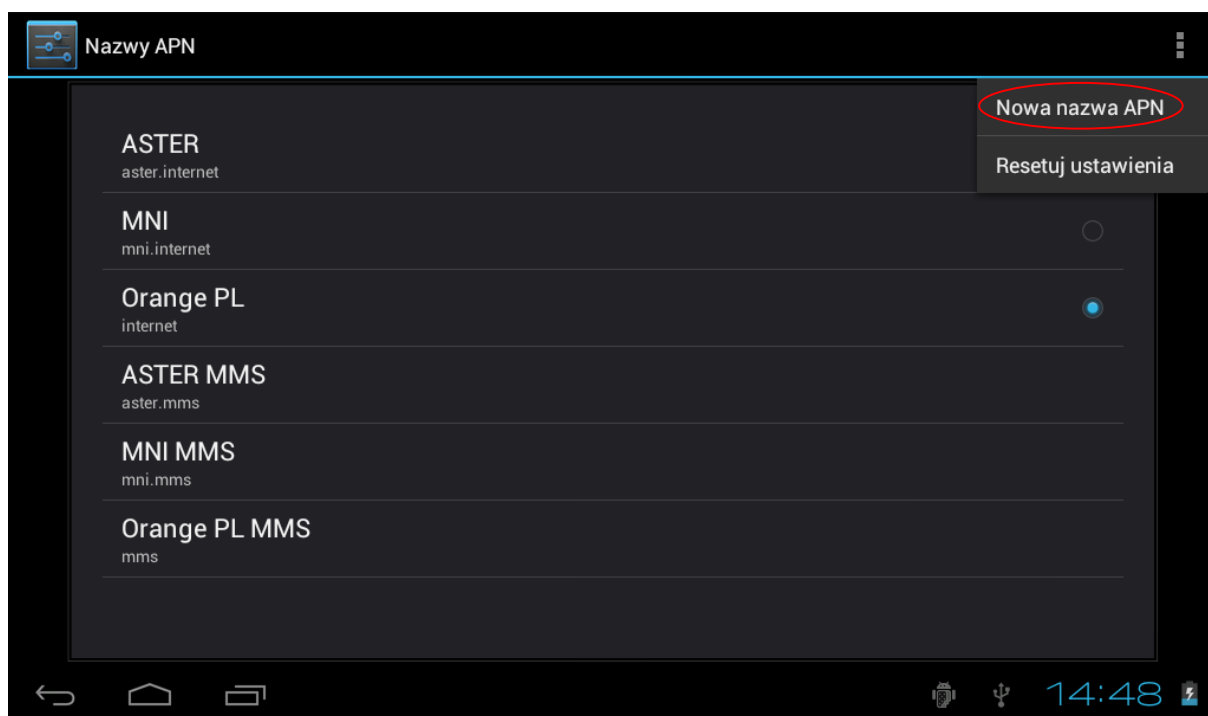 Nazwy APN
Nowa nazwa APN
Resetuj ustawienia
ASTER
aster.internet
MNI
mni.internet
Orange PL
internet
ASTER MMS
aster.mms
MNI MMS
mni.mms
Orange PL MMS
mms
14:48